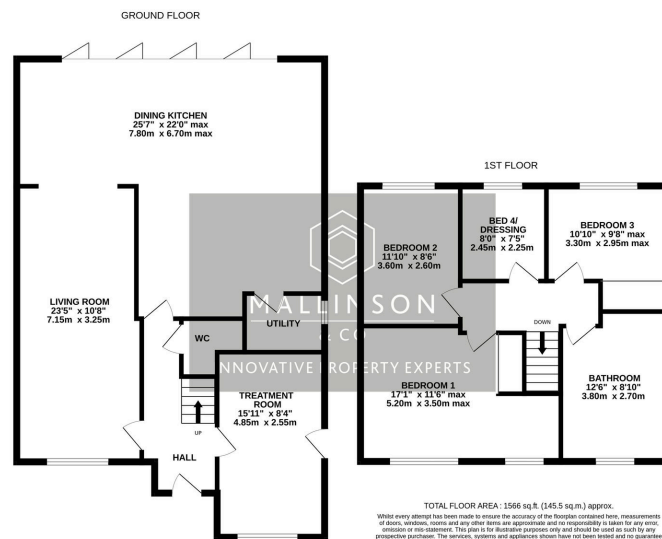 GROUND FLOOR
DINING KITCHEN
25'7" x 22'0" max
7.80m x 6.70m max
LIVING ROOM
23'5" x 10'8"
7.15m x 3.25m
WC
UTILITY
TREATMENT
ROOM
15'11" x 8'4"
4.85m x 2.55m
UP
HALL
1ST FLOOR
BEDROOM 2
11'10" x 8'6"
3.60m x 2.60m
BED 4/
DRESSING
8'0" x 7'5"
2.45m x 2.25m
BEDROOM 3
10'10" x 9'8" max
3.30m x 2.95m max
DOWN
BEDROOM 1
17'1" x 11'6" max
5.20m x 3.50m max
BATHROOM
12'6" x 8'10"
3.80m x 2.70m
MALLINSON
& CO
INNOVATIVE PROPERTY EXPERTS
TOTAL FLOOR AREA : 1566 sq.ft. (145.5 sq.m.) approx.
Whilst every attempt has been made to ensure the accuracy of the floorplan contained here, measurements
of doors, windows, rooms and any other items are approximate and no responsibility is taken for any error,
omission or mis-statement. This plan is for illustrative purposes only and should be used as such by any
prospective purchaser. The services, systems and appliances shown have not been tested and no guarantee